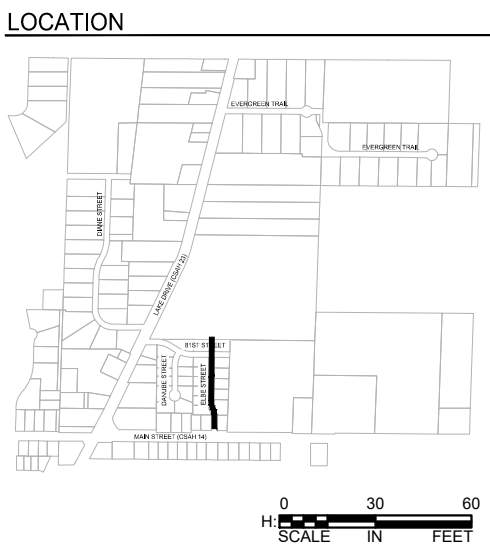 LOCATION
EVERGREEN TRAIL
EVERGREEN TRAIL
DIANE STREET
LAKE DRIVE (CSAH 23)
81ST STREET
DANUBE STREET
ELBE STREET
MAIN STREET (CSAH 14)
0 30 60
H:
SCALE IN FEET